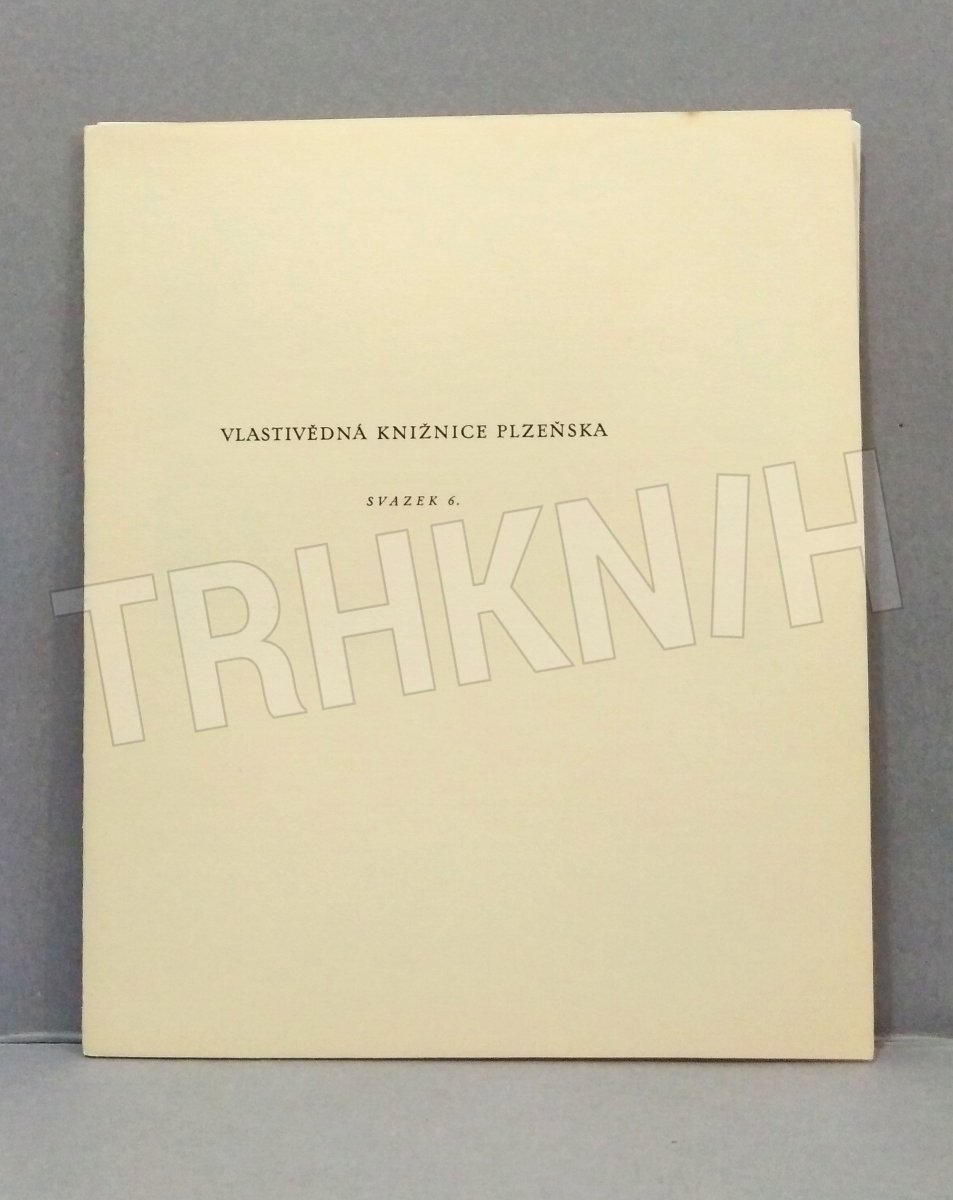 VLASTIVĚDNÁ KNIŽNICE PLZEŇSKA
SVAZEK 6.
TRHKNIH